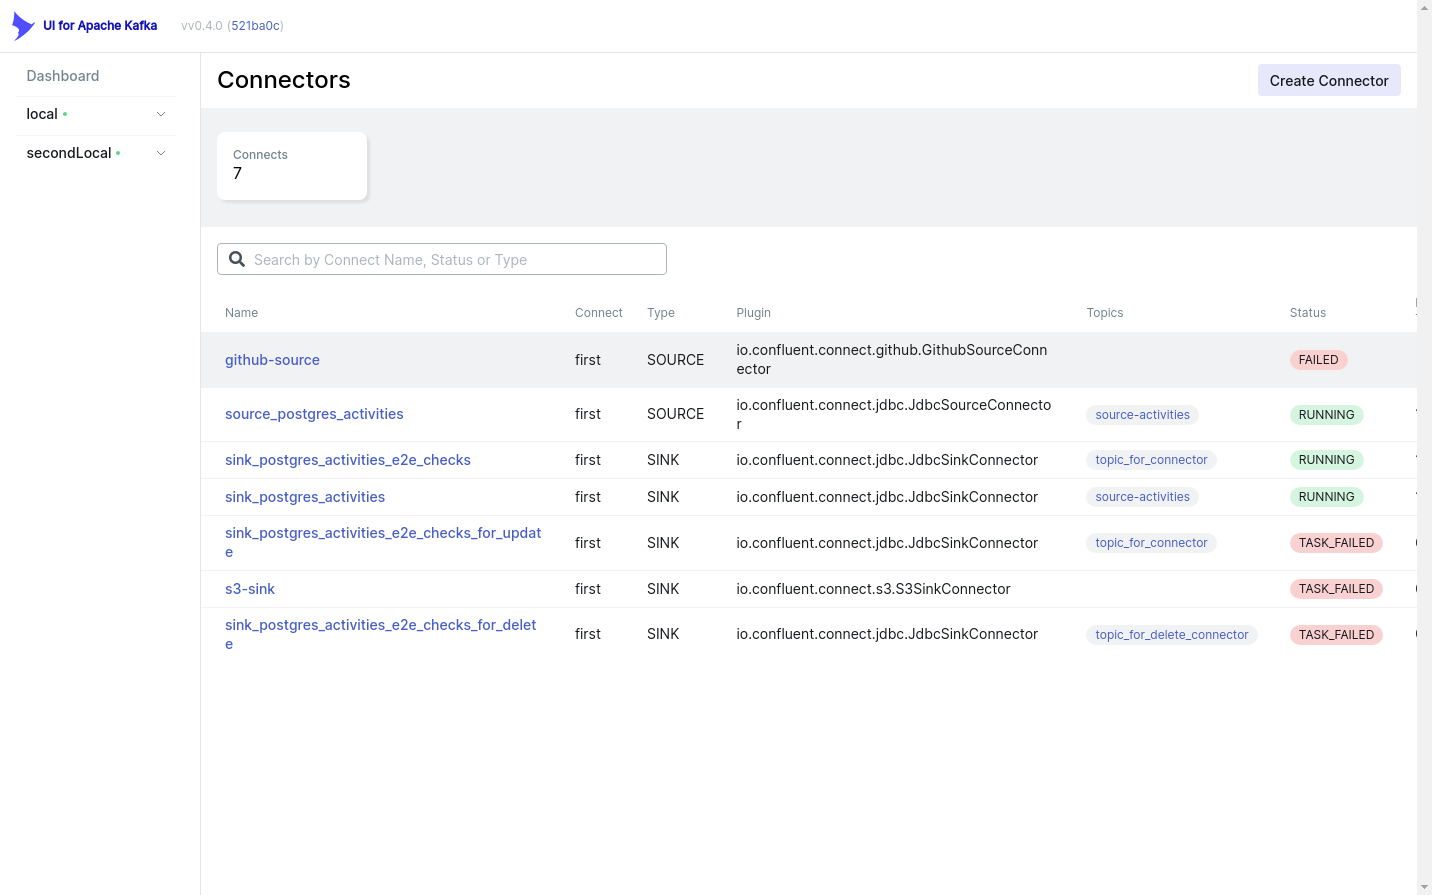 UI for Apache Kafka vv0.4.0 (521ba0c)
Dashboard
local
secondLocal
Connectors
Create Connector
Connects
7
Search by Connect Name, Status or Type
Name Connect Type Plugin Topics Status
github-source first SOURCE io.confluent.connect.github.GithubSourceConn
ector FAILED
source_postgres_activities first SOURCE io.confluent.connect.jdbc.JdbcSourceConnecto
r source-activities RUNNING
sink_postgres_activities_e2e_checks first SINK io.confluent.connect.jdbc.JdbcSinkConnector topic_for_connector RUNNING
sink_postgres_activities first SINK io.confluent.connect.jdbc.JdbcSinkConnector source-activities RUNNING
sink_postgres_activities_e2e_checks_for_updat
e first SINK io.confluent.connect.jdbc.JdbcSinkConnector topic_for_connector TASK_FAILED
s3-sink first SINK io.confluent.connect.s3.S3SinkConnector TASK_FAILED
sink_postgres_activities_e2e_checks_for_delet
e first SINK io.confluent.connect.jdbc.JdbcSinkConnector topic_for_delete_connector TASK_FAILED